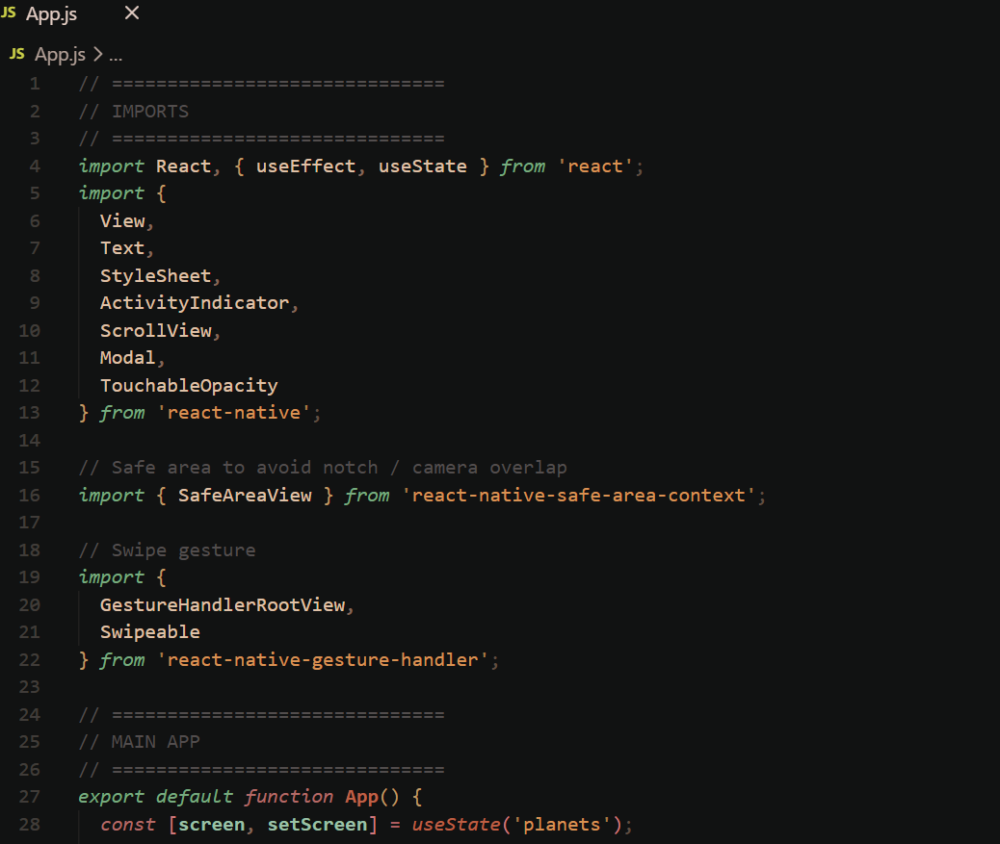 JS App.js ×
JS App.js > ...
1 // ==============================
2 // IMPORTS
3 // ==============================
4 import React, { useEffect, useState } from 'react';
5 import {
6   View,
7   Text,
8   StyleSheet,
9   ActivityIndicator,
10   ScrollView,
11   Modal,
12   TouchableOpacity
13 } from 'react-native';
14
15 // Safe area to avoid notch / camera overlap
16 import { SafeAreaView } from 'react-native-safe-area-context';
17
18 // Swipe gesture
19 import {
20   GestureHandlerRootView,
21   Swipeable
22 } from 'react-native-gesture-handler';
23
24 // ==============================
25 // MAIN APP
26 // ==============================
27 export default function App() {
28   const [screen, setScreen] = useState('planets');